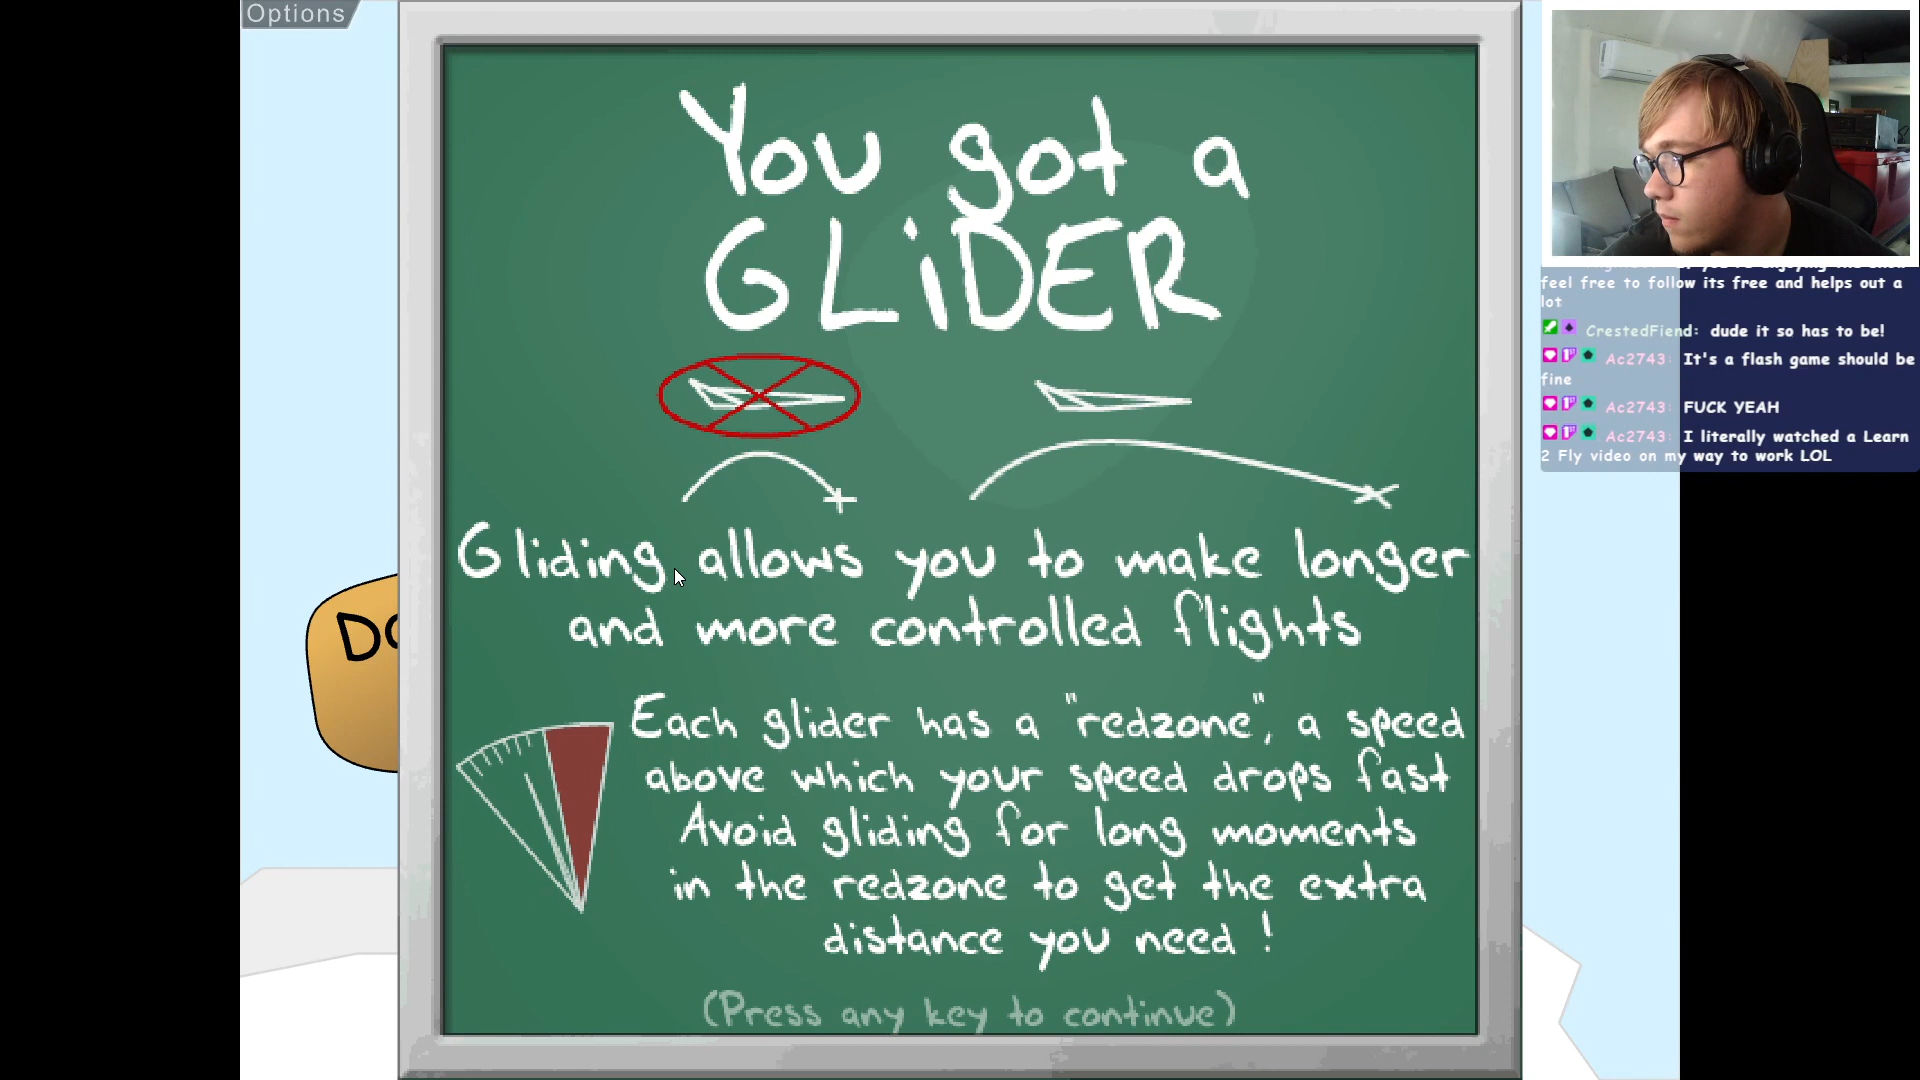 Options
You got a
GLiDER
Gliding allows you to make longer
and more controlled flights
Each glider has a "redzone", a speed
above which your speed drops fast
Avoid gliding for long moments
in the redzone to get the extra
distance you need !
(Press any key to continue)
feel free to follow its free and helps out a
lot
CrestedFiend: dude it so has to be!
Ac2743: It's a flash game should be
fine
Ac2743: FUCK YEAH
Ac2743: I literally watched a Learn
2 Fly video on my way to work LOL